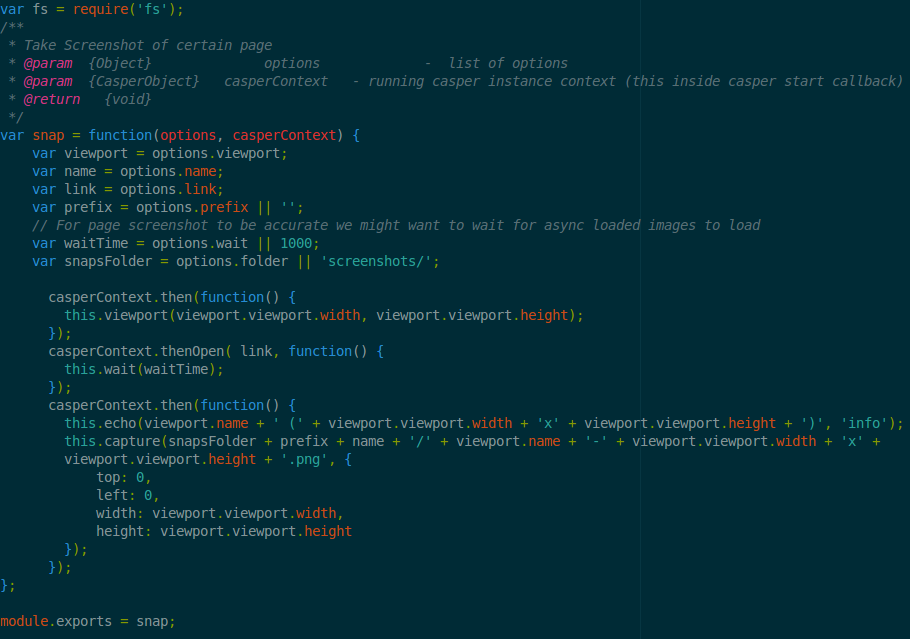 var fs = require('fs');
/**
 * Take Screenshot of certain page
 * @param  {Object}              options             -  list of options
 * @param  {CasperObject}   casperContext   - running casper instance context (this inside casper start callback)
 * @return   {void}
 */
var snap = function(options, casperContext) {
    var viewport = options.viewport;
    var name = options.name;
    var link = options.link;
    var prefix = options.prefix || '';
    // For page screenshot to be accurate we might want to wait for async loaded images to load
    var waitTime = options.wait || 1000;
    var snapsFolder = options.folder || 'screenshots/';

      casperContext.then(function() {
        this.viewport(viewport.viewport.width, viewport.viewport.height);
      });
      casperContext.thenOpen( link, function() {
        this.wait(waitTime);
      });
      casperContext.then(function() {
        this.echo(viewport.name + ' (' + viewport.viewport.width + 'x' + viewport.viewport.height + ')', 'info');
        this.capture(snapsFolder + prefix + name + '/' + viewport.name + '-' + viewport.viewport.width + 'x' +
        viewport.viewport.height + '.png', {
            top: 0,
            left: 0,
            width: viewport.viewport.width,
            height: viewport.viewport.height
        });
      });
};

module.exports = snap;